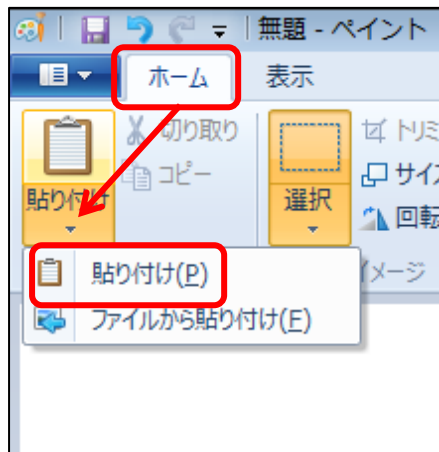 無題 - ペイント
ホーム 表示
切り取り トリミ
コピー サイズ
貼り付け 選択 回転
貼り付け(P) イメージ
ファイルから貼り付け(F)